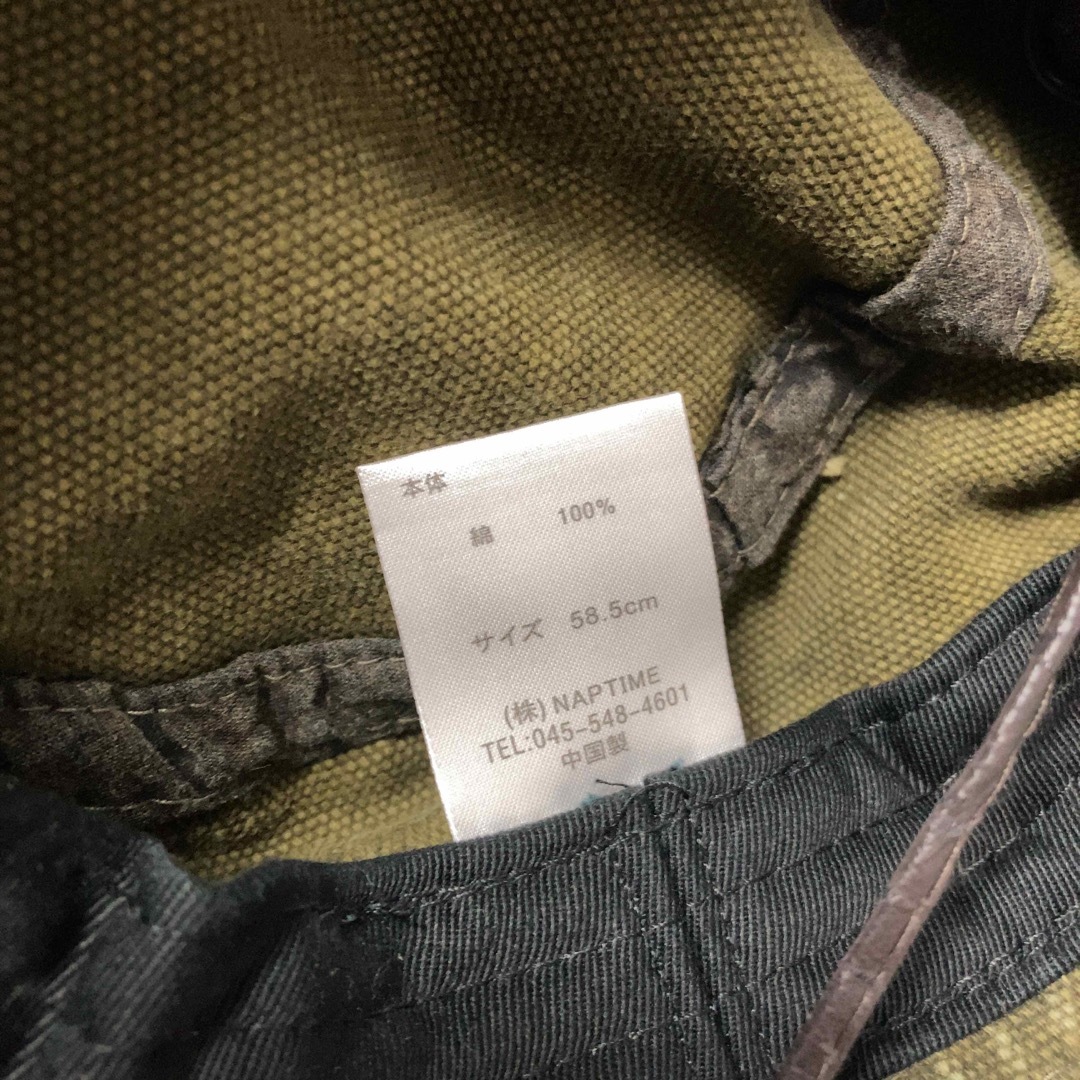 本体
綿 100%
サイズ 58.5cm
(株) NAPTIME
TEL:045-548-4601
中国製